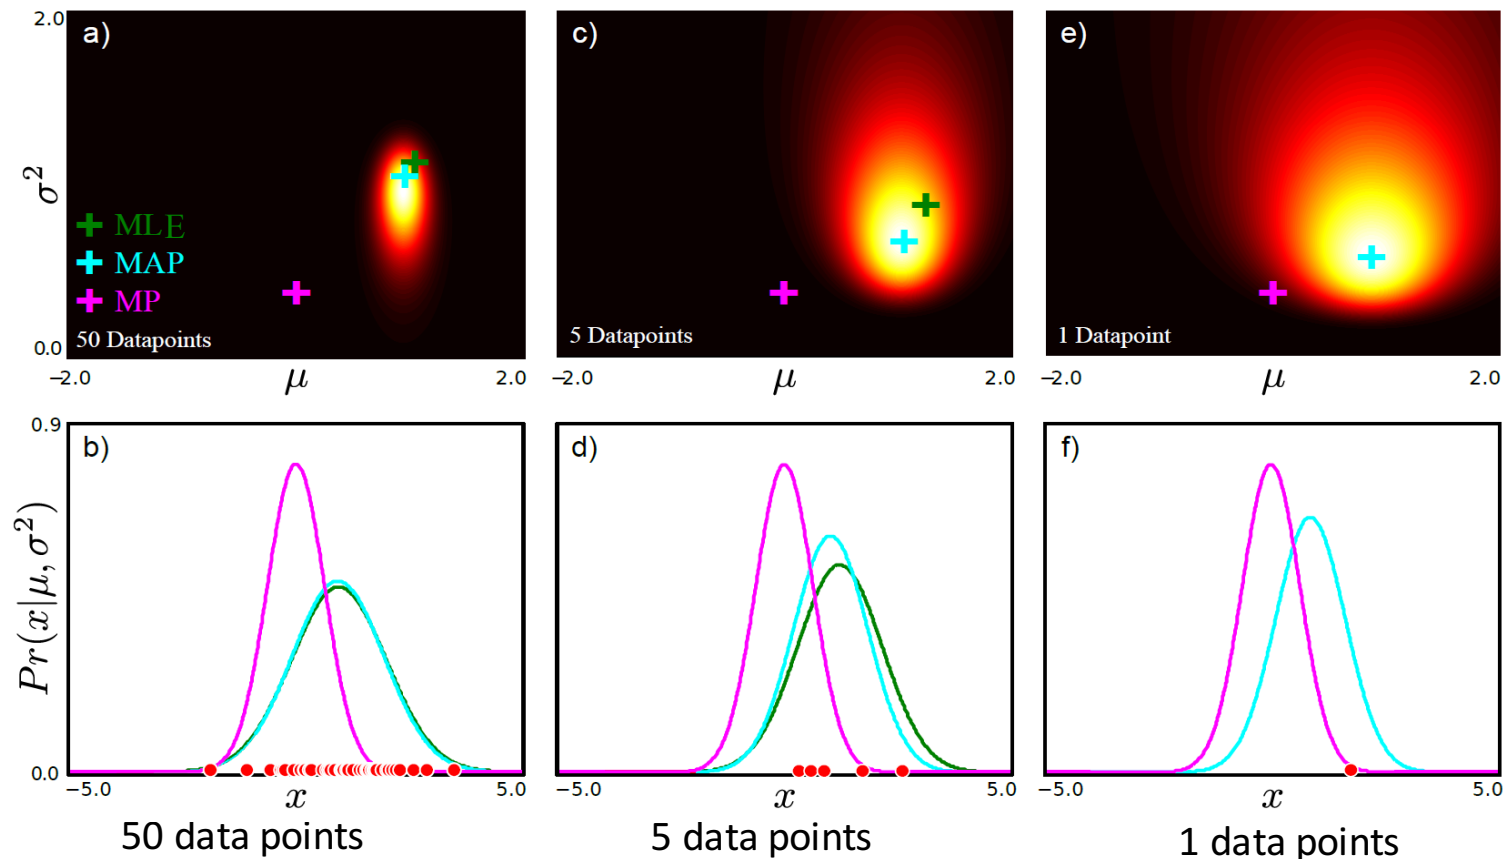 2.0
a)
c)
e)
σ²
MLE
MAP
MP
50 Datapoints
5 Datapoints
1 Datapoint
0.0
−2.0 μ 2.0
−2.0 μ 2.0
−2.0 μ 2.0
0.9
b)
d)
f)
Pr(x|μ, σ²)
0.0
−5.0 x 5.0
−5.0 x 5.0
−5.0 x 5.0
50 data points
5 data points
1 data points